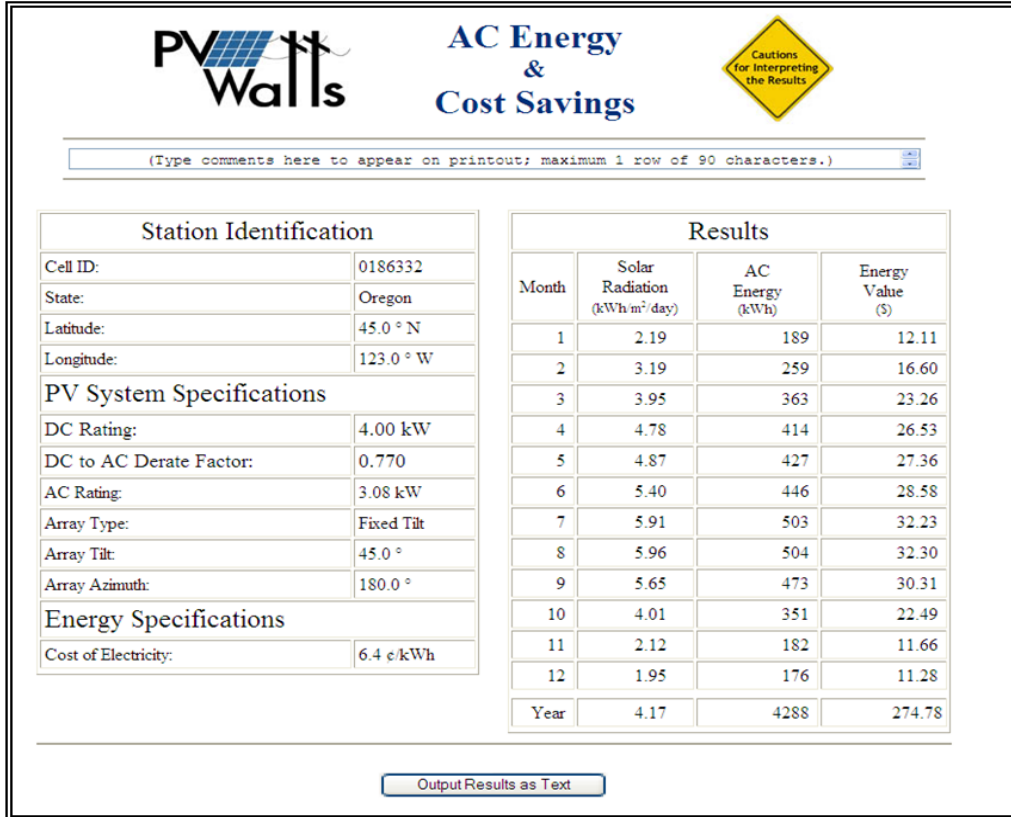 PV Watts
AC Energy
&
Cost Savings
Cautions
for Interpreting
the Results
(Type comments here to appear on printout; maximum 1 row of 90 characters.)
Station Identification
Cell ID: 0186332
State: Oregon
Latitude: 45.0 ° N
Longitude: 123.0 ° W
PV System Specifications
DC Rating: 4.00 kW
DC to AC Derate Factor: 0.770
AC Rating: 3.08 kW
Array Type: Fixed Tilt
Array Tilt: 45.0 °
Array Azimuth: 180.0 °
Energy Specifications
Cost of Electricity: 6.4 ¢/kWh
Results
Month Solar Radiation (kWh/m²/day) AC Energy (kWh) Energy Value ($)
1 2.19 189 12.11
2 3.19 259 16.60
3 3.95 363 23.26
4 4.78 414 26.53
5 4.87 427 27.36
6 5.40 446 28.58
7 5.91 503 32.23
8 5.96 504 32.30
9 5.65 473 30.31
10 4.01 351 22.49
11 2.12 182 11.66
12 1.95 176 11.28
Year 4.17 4288 274.78
Output Results as Text